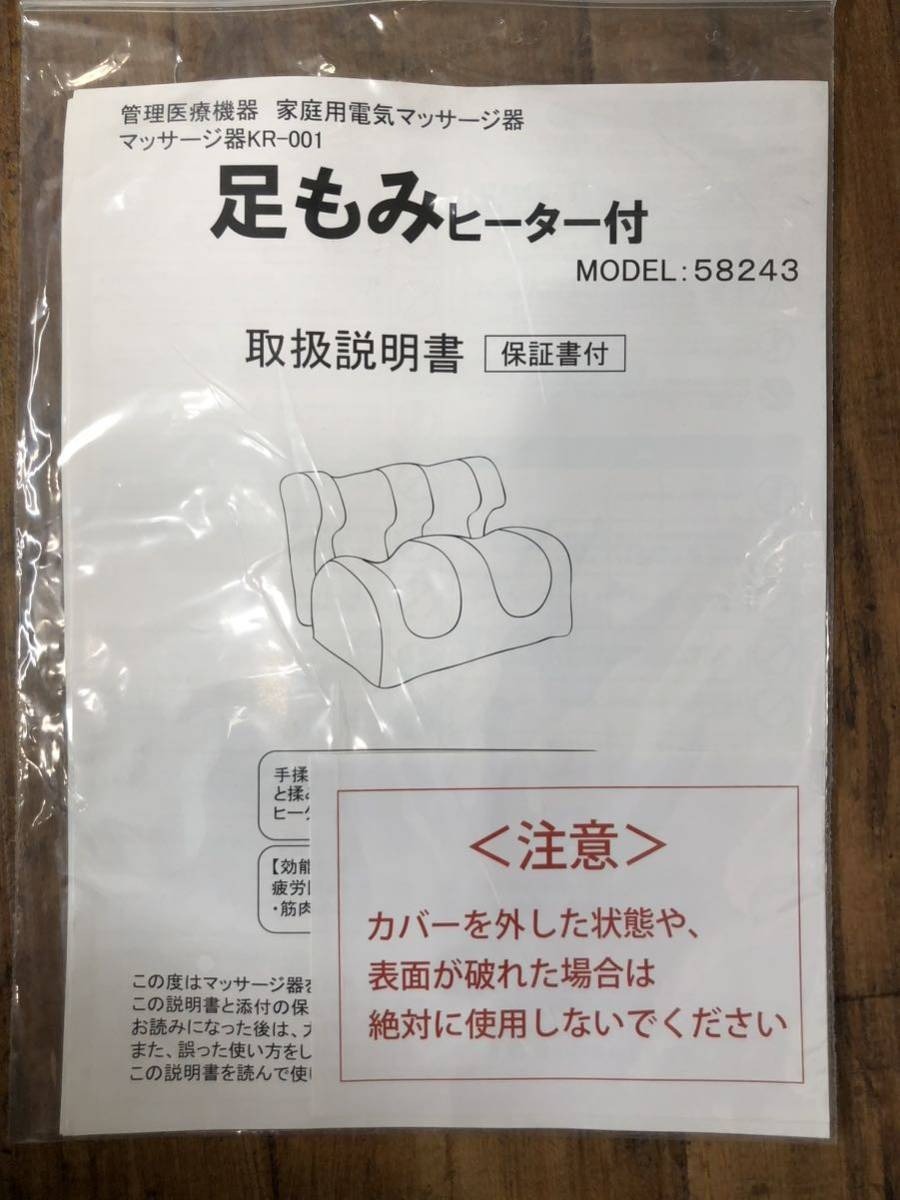 管理医療機器 家庭用電気マッサージ器
マッサージ器KR-001
足もみヒーター付
MODEL:58243
取扱説明書 保証書付
手揉
と揉
ヒー
【効能
疲労
・筋肉
＜注意＞
カバーを外した状態や、
表面が破れた場合は
絶対に使用しないでください
この度はマッサージ器
この説明書と添付の保
お読みになった後は、
また、誤った使い方をし
この説明書を読んで使